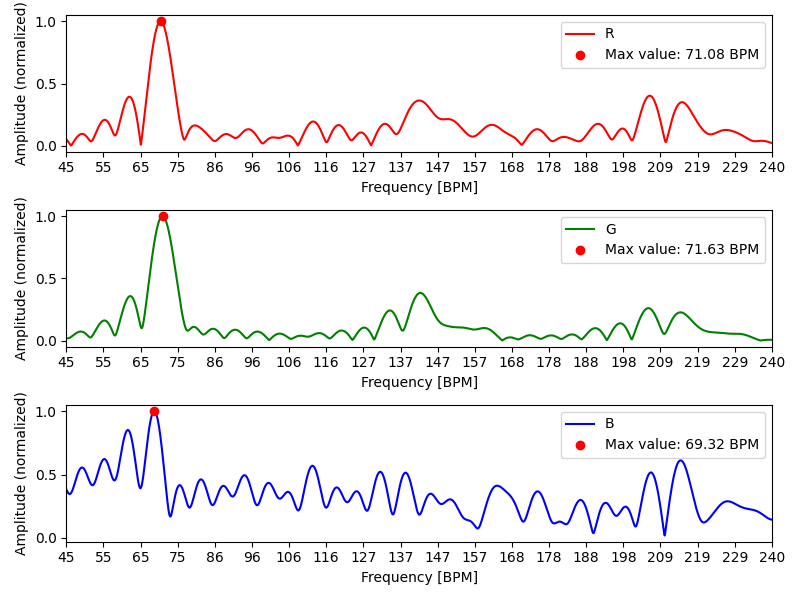 R
Max value: 71.08 BPM
Amplitude (normalized)
1.0
0.5
0.0
45 55 65 75 86 96 106 116 127 137 147 157 168 178 188 198 209 219 229 240
Frequency [BPM]
G
Max value: 71.63 BPM
Amplitude (normalized)
1.0
0.5
0.0
45 55 65 75 86 96 106 116 127 137 147 157 168 178 189 198 209 219 229 240
Frequency [BPM]
B
Max value: 69.32 BPM
Amplitude (normalized)
1.0
0.5
0.0
45 55 65 75 86 96 106 116 127 137 147 157 168 178 188 198 209 219 229 240
Frequency [BPM]